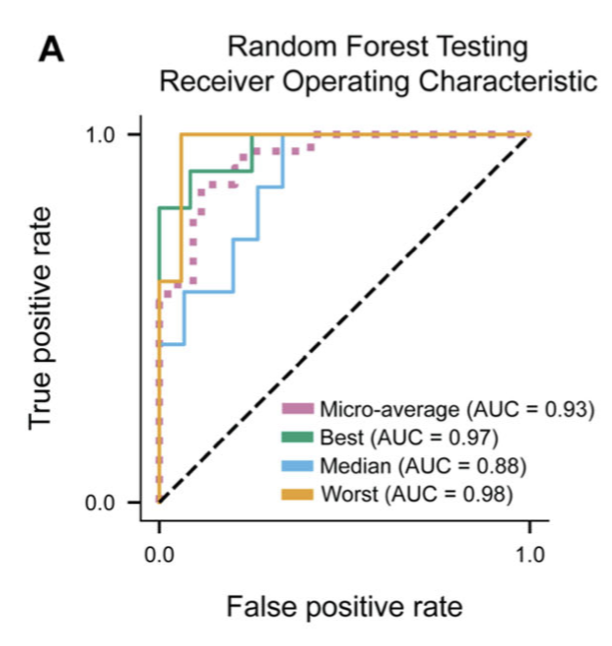 A
Random Forest Testing
Receiver Operating Characteristic
1.0
True positive rate
Micro-average (AUC = 0.93)
Best (AUC = 0.97)
Median (AUC = 0.88)
Worst (AUC = 0.98)
0.0
0.0 1.0
False positive rate